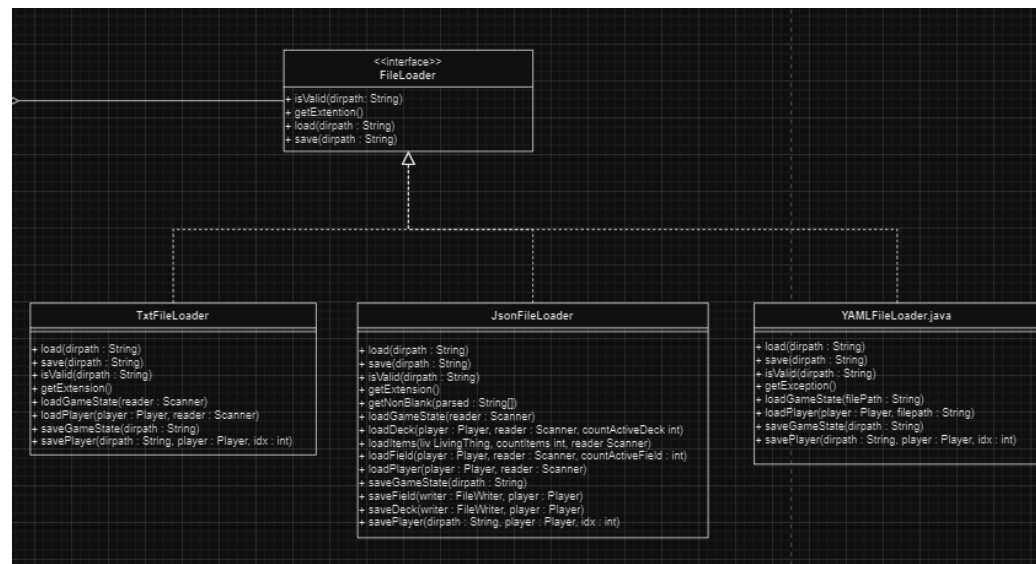 <<interface>>
FileLoader
+ isValid(dirpath: String)
+ getExtention()
+ load(dirpath : String)
+ save(dirpath : String)
TxtFileLoader
+ load(dirpath : String)
+ save(dirpath : String)
+ isValid(dirpath : String)
+ getExtension()
+ loadGameState(reader : Scanner)
+ loadPlayer(player : Player, reader : Scanner)
+ saveGameState(dirpath : String)
+ savePlayer(dirpath : String, player : Player, idx : int)
JsonFileLoader
+ load(dirpath : String)
+ save(dirpath : String)
+ isValid(dirpath : String)
+ getExtension()
+ getNonBlank(parsed : String[])
+ loadGameState(reader : Scanner)
+ loadDeck(player : Player, reader : Scanner, countActiveDeck int)
+ loadItems(liv LivingThing, countItems int, reader Scanner)
+ loadField(player : Player, reader : Scanner, countActiveField : int)
+ loadPlayer(player : Player, reader : Scanner)
+ saveGameState(dirpath : String)
+ saveField(writer : FileWriter, player : Player)
+ saveDeck(writer : FileWriter, player : Player)
+ savePlayer(dirpath : String, player : Player, idx : int)
YAMLFileLoader.java
+ load(dirpath : String)
+ save(dirpath : String)
+ isValid(dirpath : String)
+ getException()
+ loadGameState(filePath : String)
+ loadPlayer(player : Player, filepath : String)
+ saveGameState(dirpath : String)
+ savePlayer(dirpath : String, player : Player, idx : int)